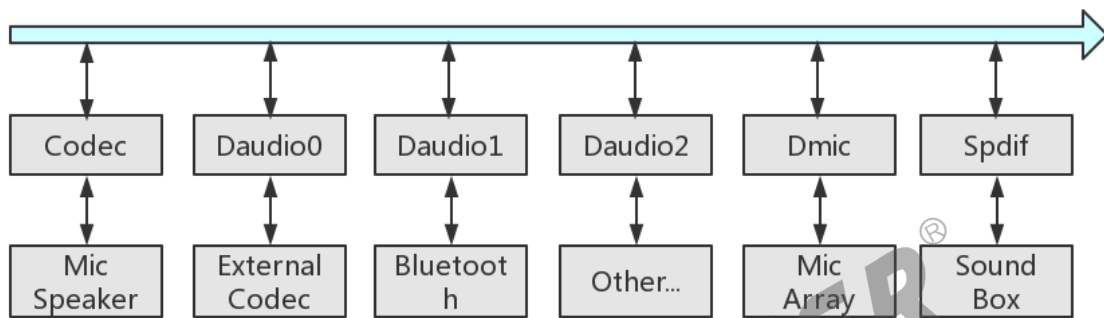 Codec
Daudio0
Daudio1
Daudio2
Dmic
Spdif
Mic
Speaker
External
Codec
Bluetoot
h
Other...
Mic
Array
Sound
Box
®